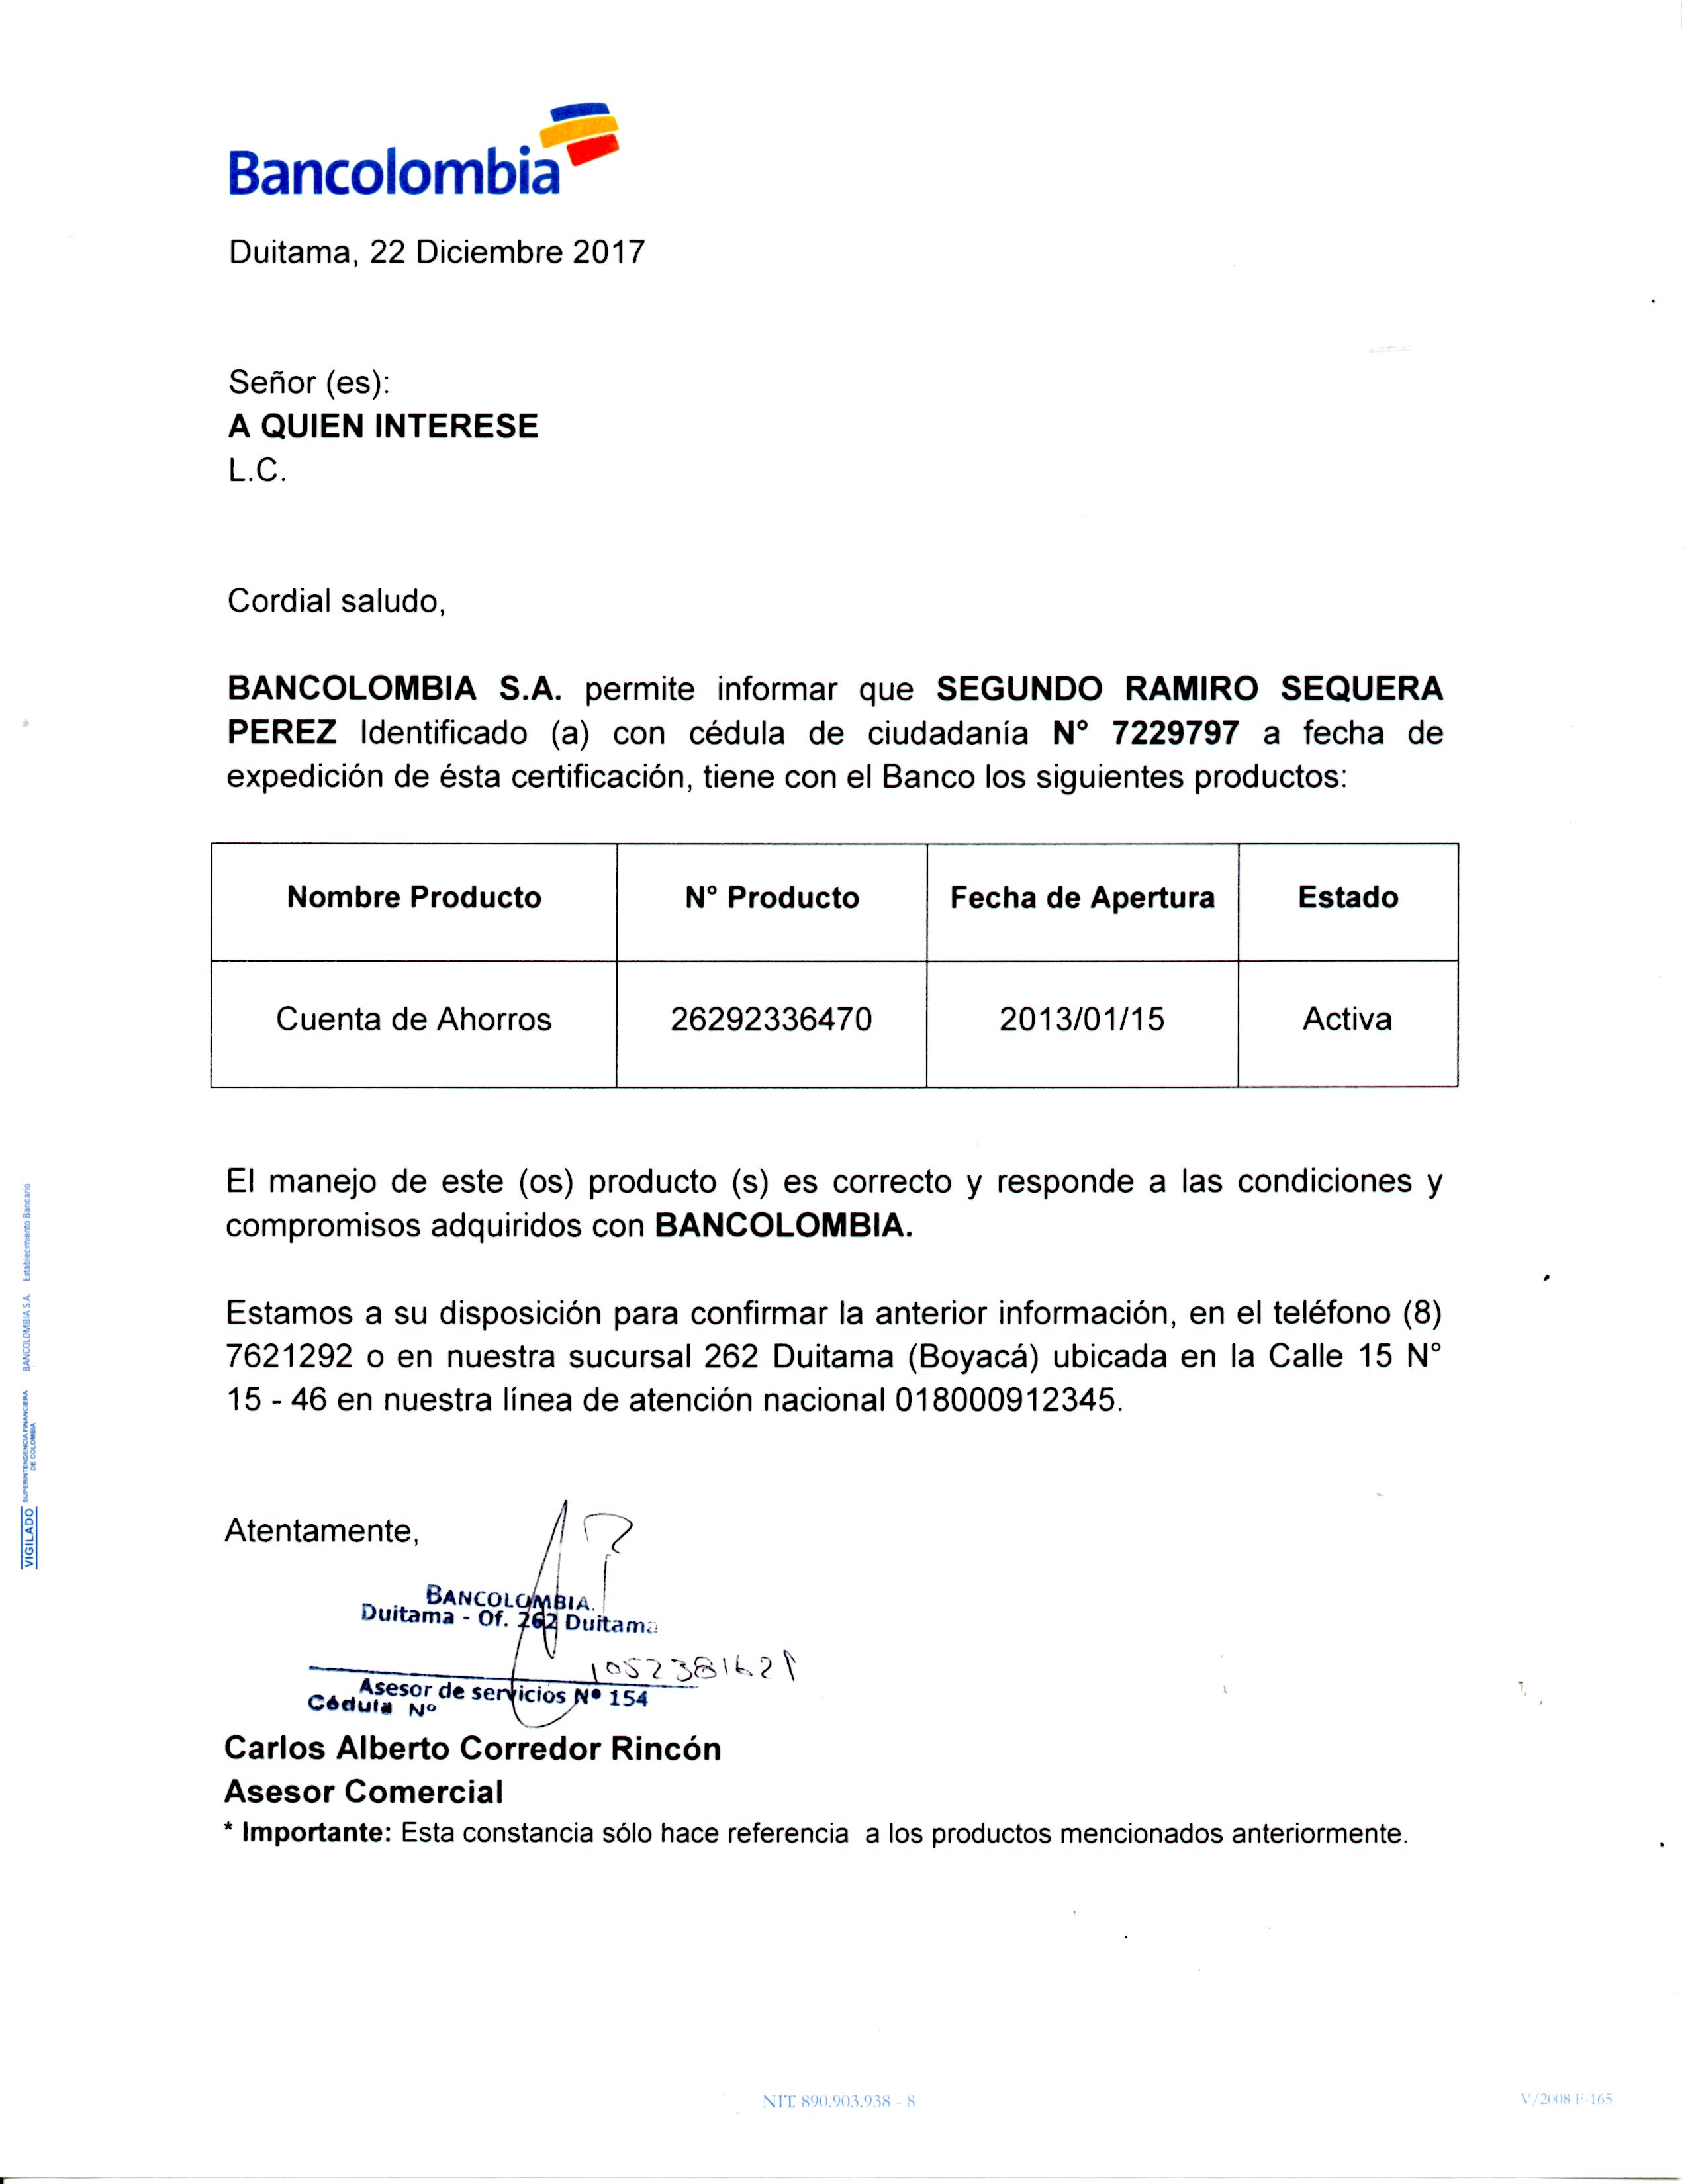 Bancolombia
Duitama, 22 Diciembre 2017
Señor (es):
A QUIEN INTERESE
L.C.
Cordial saludo,
BANCOLOMBIA S.A. permite informar que SEGUNDO RAMIRO SEQUERA
PEREZ Identificado (a) con cédula de ciudadanía N° 7229797 a fecha de
expedición de ésta certificación, tiene con el Banco los siguientes productos:
Nombre Producto N° Producto Fecha de Apertura Estado
Cuenta de Ahorros 26292336470 2013/01/15 Activa
El manejo de este (os) producto (s) es correcto y responde a las condiciones y
compromisos adquiridos con BANCOLOMBIA.
Estamos a su disposición para confirmar la anterior información, en el teléfono (8)
7621292 o en nuestra sucursal 262 Duitama (Boyacá) ubicada en la Calle 15 N°
15 - 46 en nuestra línea de atención nacional 018000912345.
Atentamente,
BANCOLOMBIA.
Duitama - Of. 262 Duitama
Asesor de servicios Nº 154
Cédula Nº
Carlos Alberto Corredor Rincón
Asesor Comercial
* Importante: Esta constancia sólo hace referencia a los productos mencionados anteriormente.
VIGILADO SUPERINTENDENCIA FINANCIERA
DE COLOMBIA
BANCOLOMBIA S.A. Establecimiento Bancario
NIT. 890.903.938 - 8
V/2008 F-165